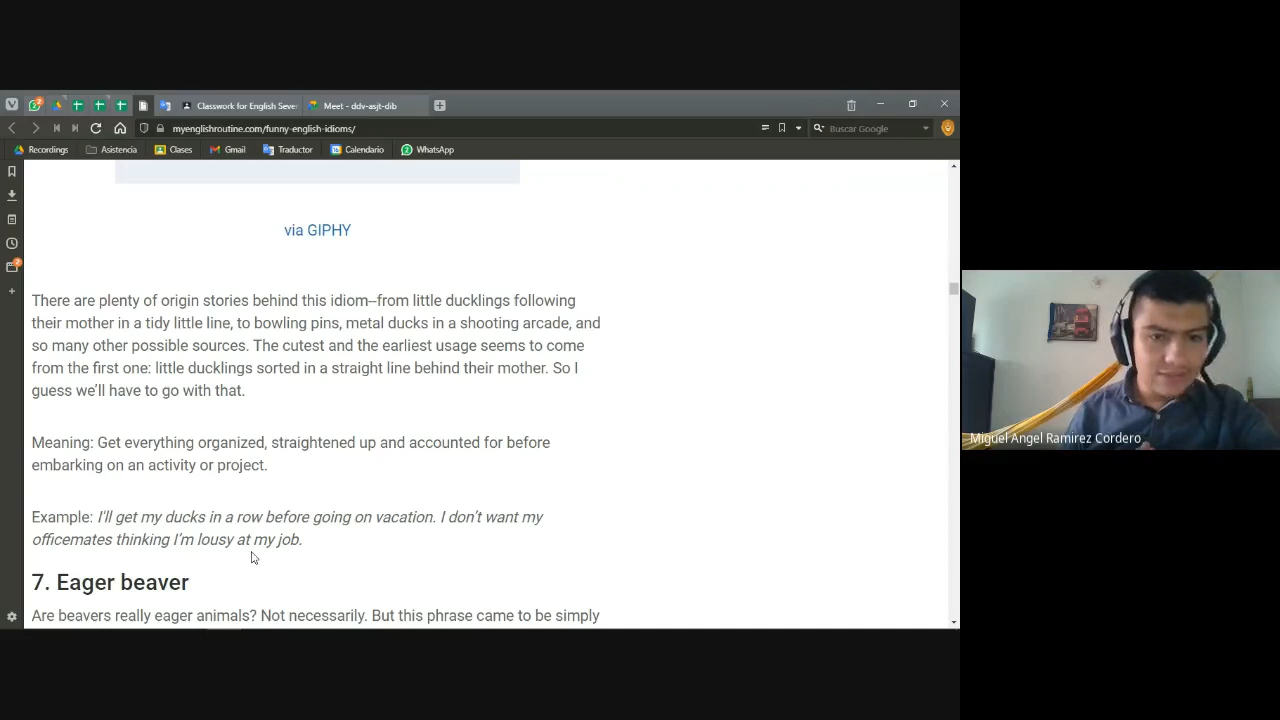 2
Classwork for English Seve
Meet - ddv-asjt-dib
myenglishroutine.com/funny-english-idioms/
Buscar Google
Recordings
Asistencia
Clases
Gmail
Traductor
Calendario
WhatsApp
2
via GIPHY
There are plenty of origin stories behind this idiom–from little ducklings following
their mother in a tidy little line, to bowling pins, metal ducks in a shooting arcade, and
so many other possible sources. The cutest and the earliest usage seems to come
from the first one: little ducklings sorted in a straight line behind their mother. So I
guess we'll have to go with that.
Meaning: Get everything organized, straightened up and accounted for before
embarking on an activity or project.
Example: I'll get my ducks in a row before going on vacation. I don't want my
officemates thinking I'm lousy at my job.
7. Eager beaver
Are beavers really eager animals? Not necessarily. But this phrase came to be simply
Miguel Angel Ramirez Cordero